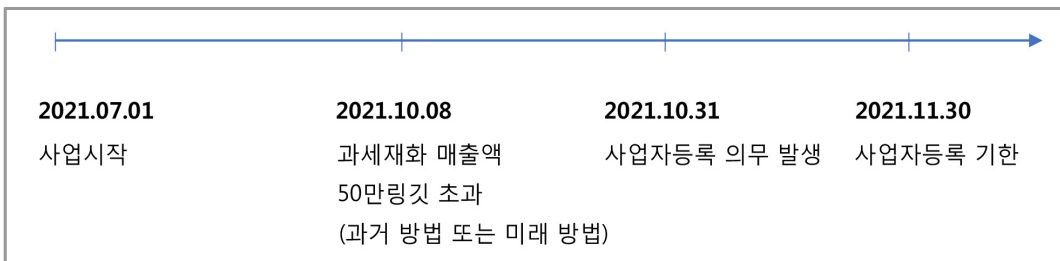 2021.07.01 2021.10.08 2021.10.31 2021.11.30
사업시작 과세재화 매출액 사업자등록 의무 발생 사업자등록 기한
50만링깃 초과
(과거 방법 또는 미래 방법)